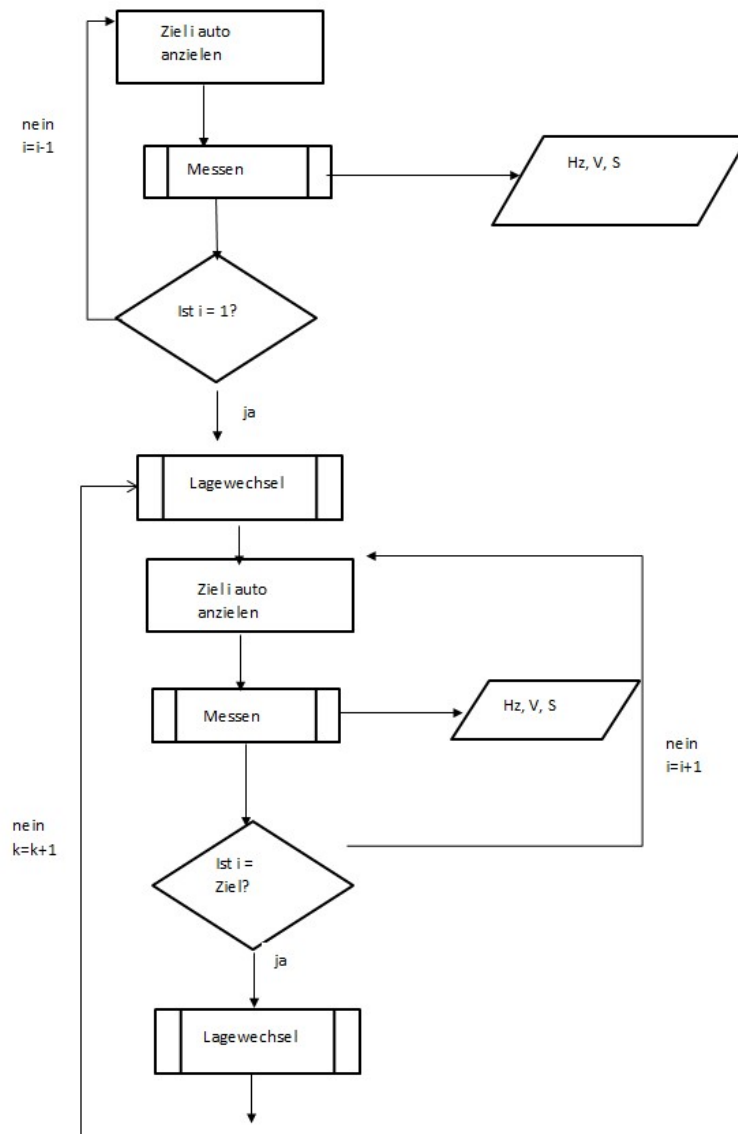 Ziel i auto
anzielen
nein
i=i-1
Messen
Hz, V, S
Ist i = 1?
ja
Lagewechsel
Ziel i auto
anzielen
Messen
Hz, V, S
nein
i=i+1
nein
k=k+1
Ist i =
Ziel?
ja
Lagewechsel